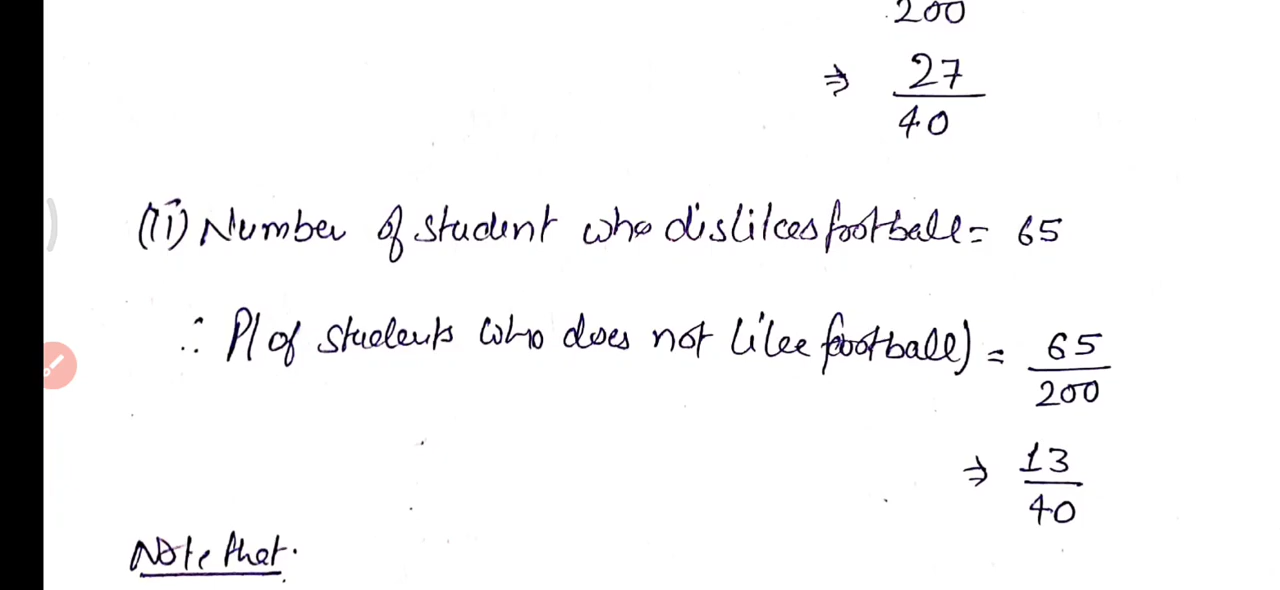 200
⇒ 27/40
(ii) Number of student who dislikes football = 65
∴ P( of students who does not like football) = 65/200
⇒ 13/40
Note that.